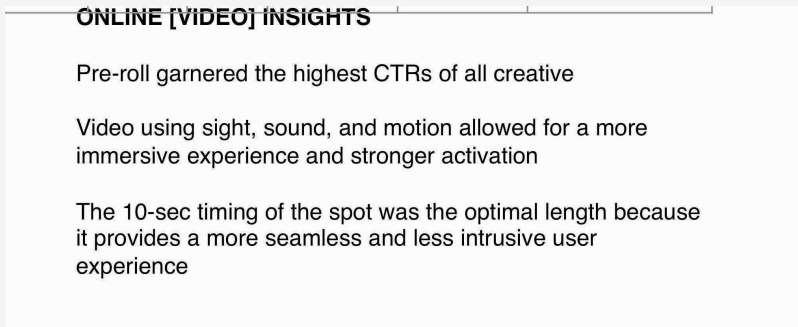 ONLINE [VIDEO] INSIGHTS
Pre-roll garnered the highest CTRs of all creative
Video using sight, sound, and motion allowed for a more
immersive experience and stronger activation
The 10-sec timing of the spot was the optimal length because
it provides a more seamless and less intrusive user
experience